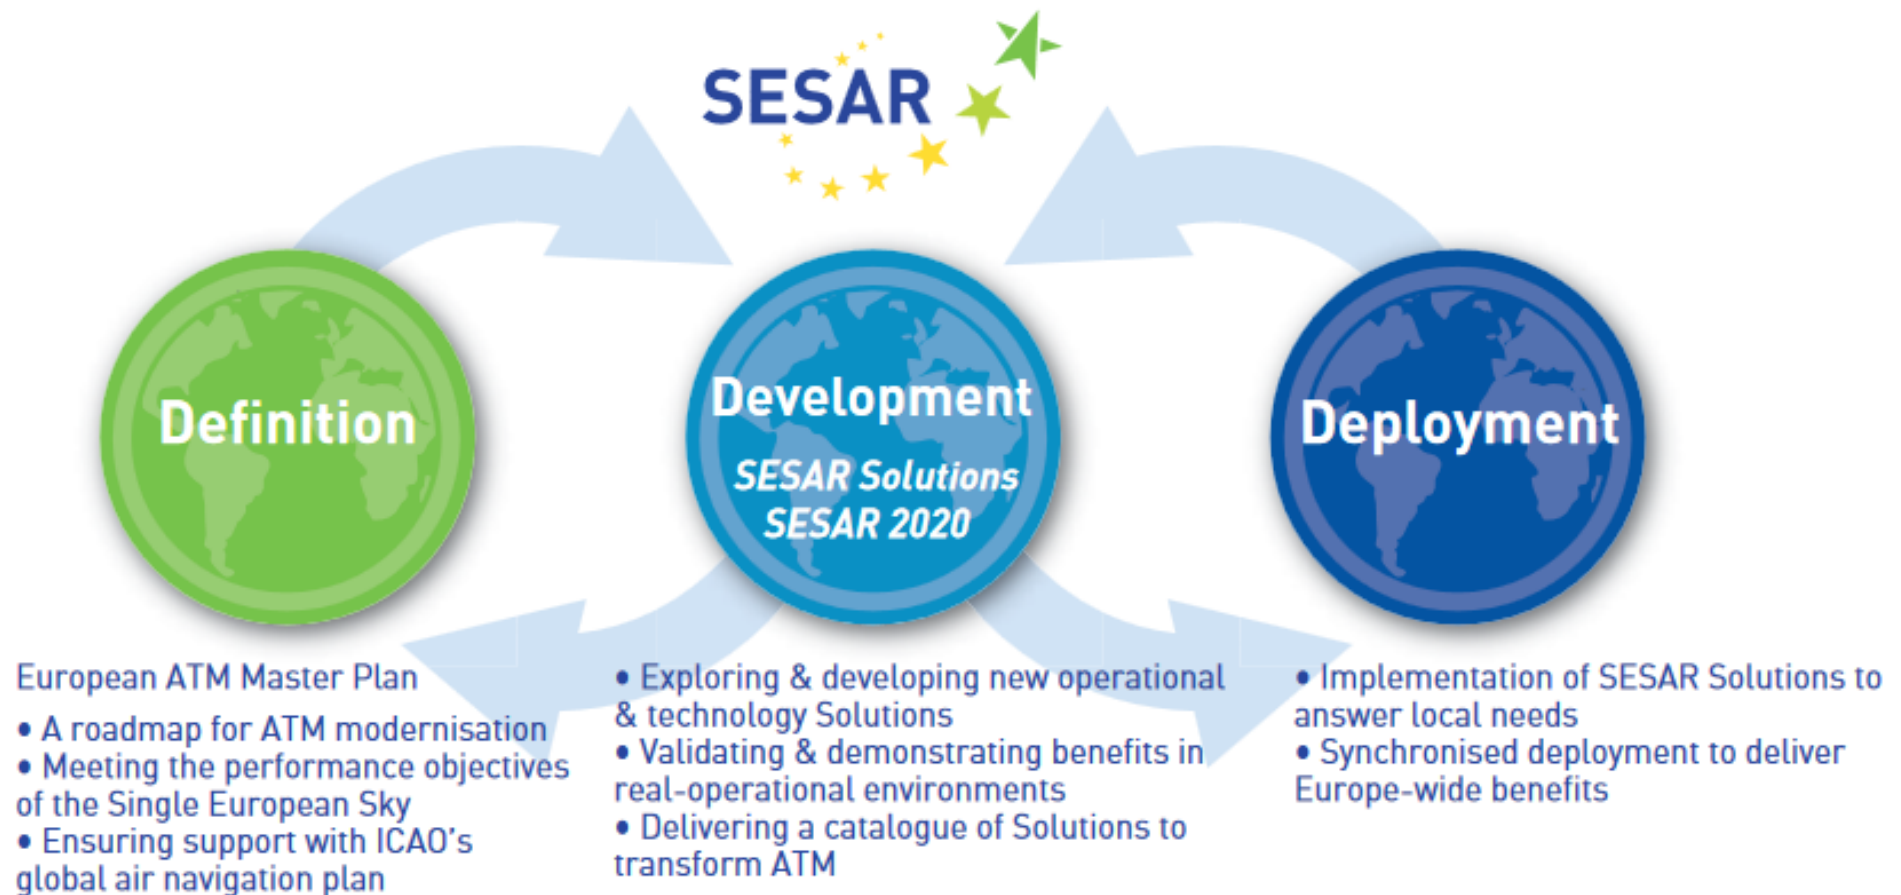 SESAR
Definition
Development
SESAR Solutions
SESAR 2020
Deployment
European ATM Master Plan
• A roadmap for ATM modernisation
• Meeting the performance objectives
of the Single European Sky
• Ensuring support with ICAO's
global air navigation plan
• Exploring & developing new operational
& technology Solutions
• Validating & demonstrating benefits in
real-operational environments
• Delivering a catalogue of Solutions to
transform ATM
• Implementation of SESAR Solutions to
answer local needs
• Synchronised deployment to deliver
Europe-wide benefits